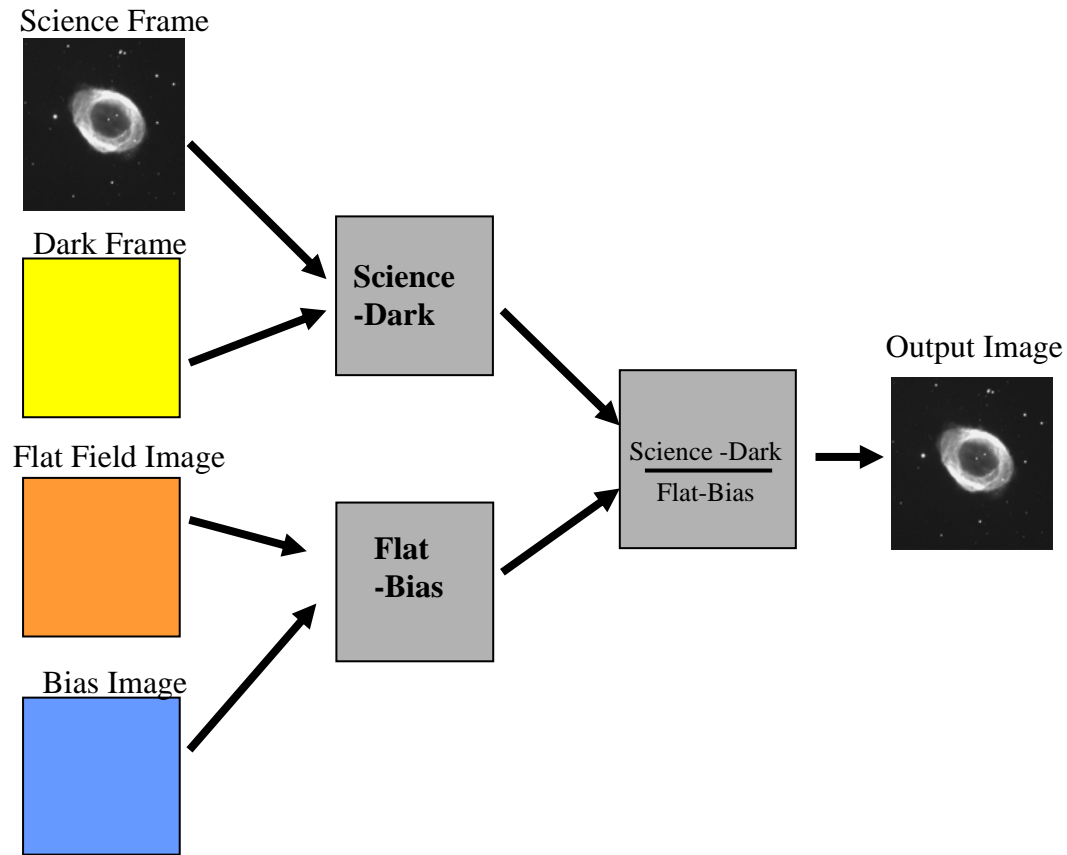 Science Frame
Dark Frame
Science
-Dark
Output Image
Science -Dark
Flat-Bias
Flat Field Image
Flat
-Bias
Bias Image